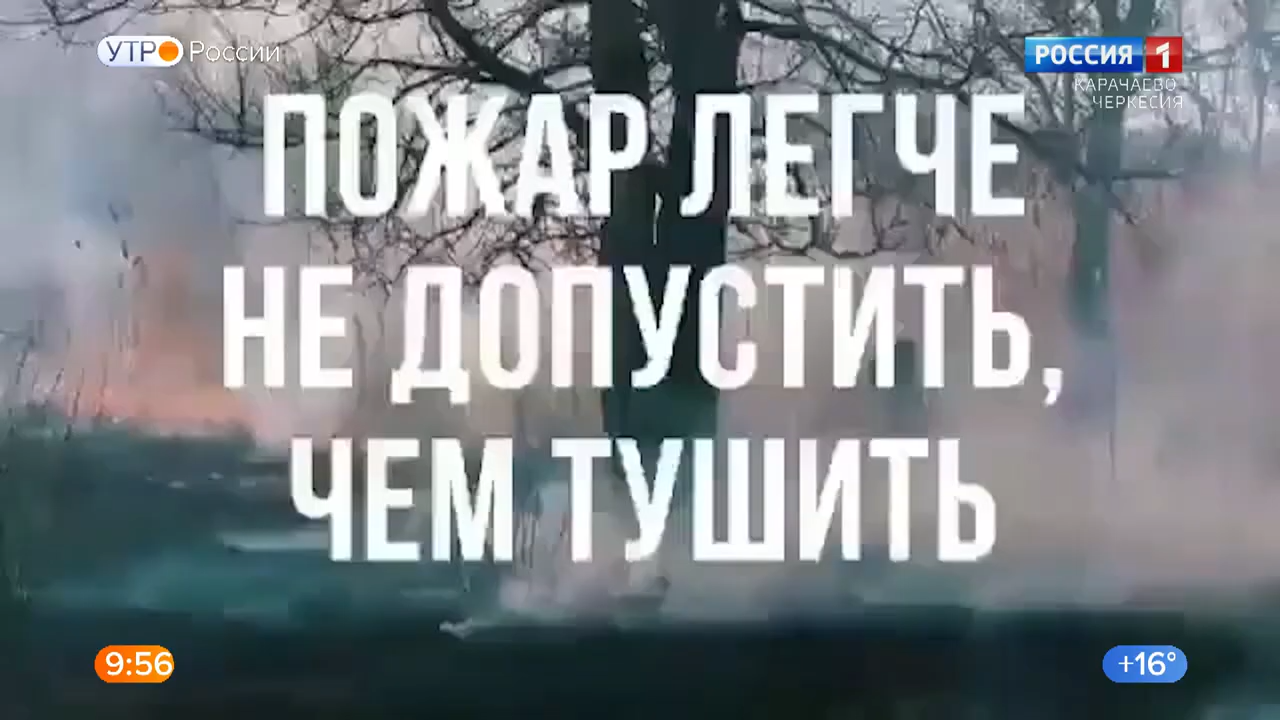 УТРО России
РОССИЯ 1
КАРАЧАЕВО
ЧЕРКЕСИЯ
ПОЖАР ЛЕГЧЕ
НЕ ДОПУСТИТЬ,
ЧЕМ ТУШИТЬ
9:56
+16°